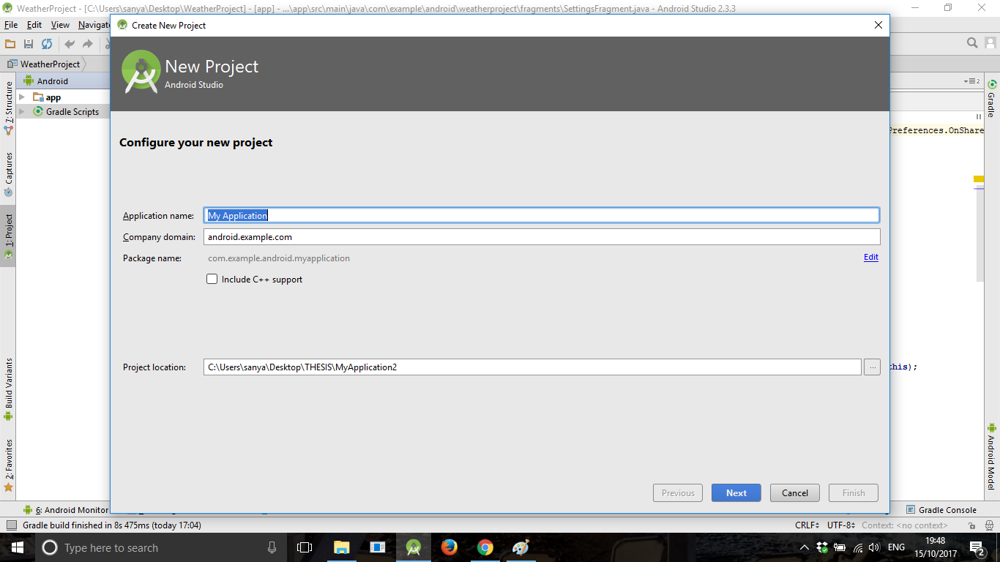 WeatherProject - [C:\Users\sanya\Desktop\WeatherProject] - [app] - ...\app\src\main\java\com\example\android\weatherproject\fragments\SettingsFragment.java - Android Studio 2.3.3
File Edit View Navigate
Create New Project
New Project
Android Studio
WeatherProject
Android
app
Gradle Scripts
7: Structure
Captures
1: Project
Build Variants
2: Favorites
2
Gradle
Android Model
Preferences.OnShare
this);
Configure your new project
Application name: My Application
Company domain: android.example.com
Package name: com.example.android.myapplication Edit
Include C++ support
Project location: C:\Users\sanya\Desktop\THESIS\MyApplication2 ...
Previous Next Cancel Finish
6: Android Monitor
Gradle Console
Gradle build finished in 8s 475ms (today 17:04)
CRLF UTF-8 Context: <no context>
Type here to search
ENG
19:48
15/10/2017
2